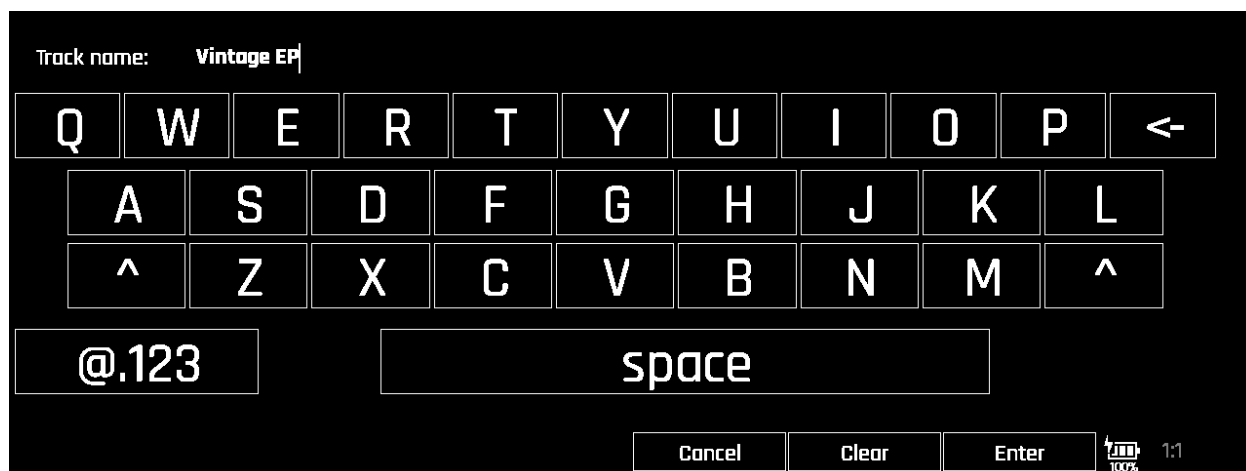 Track name: Vintage EP
Q W E R T Y U I O P <-
A S D F G H J K L
^ Z X C V B N M ^
@.123 space
Cancel Clear Enter 100% 1:1